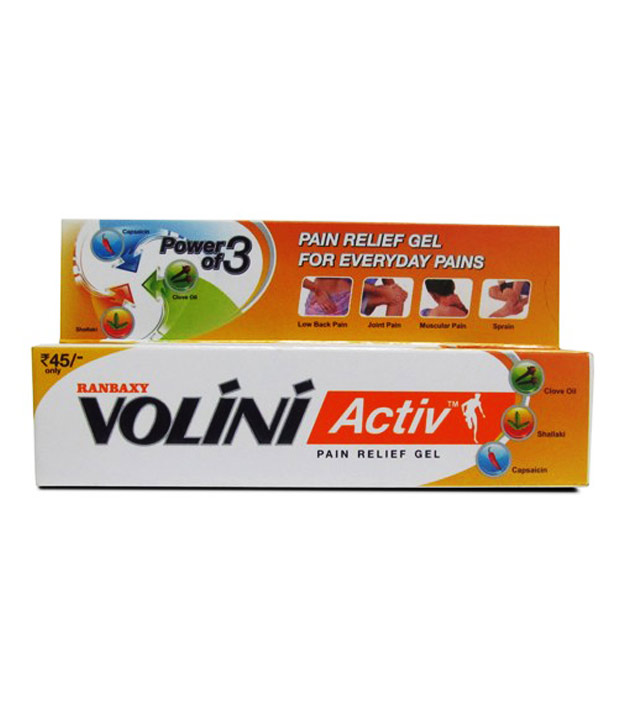 Capsaicin
Power
of 3
Clove Oil
Shallaki
PAIN RELIEF GEL
FOR EVERYDAY PAINS
Low Back Pain
Joint Pain
Muscular Pain
Sprain
₹45/-
only
RANBAXY
VOLÍNÍ Activ™
PAIN RELIEF GEL
Clove Oil
Shallaki
Capsaicin